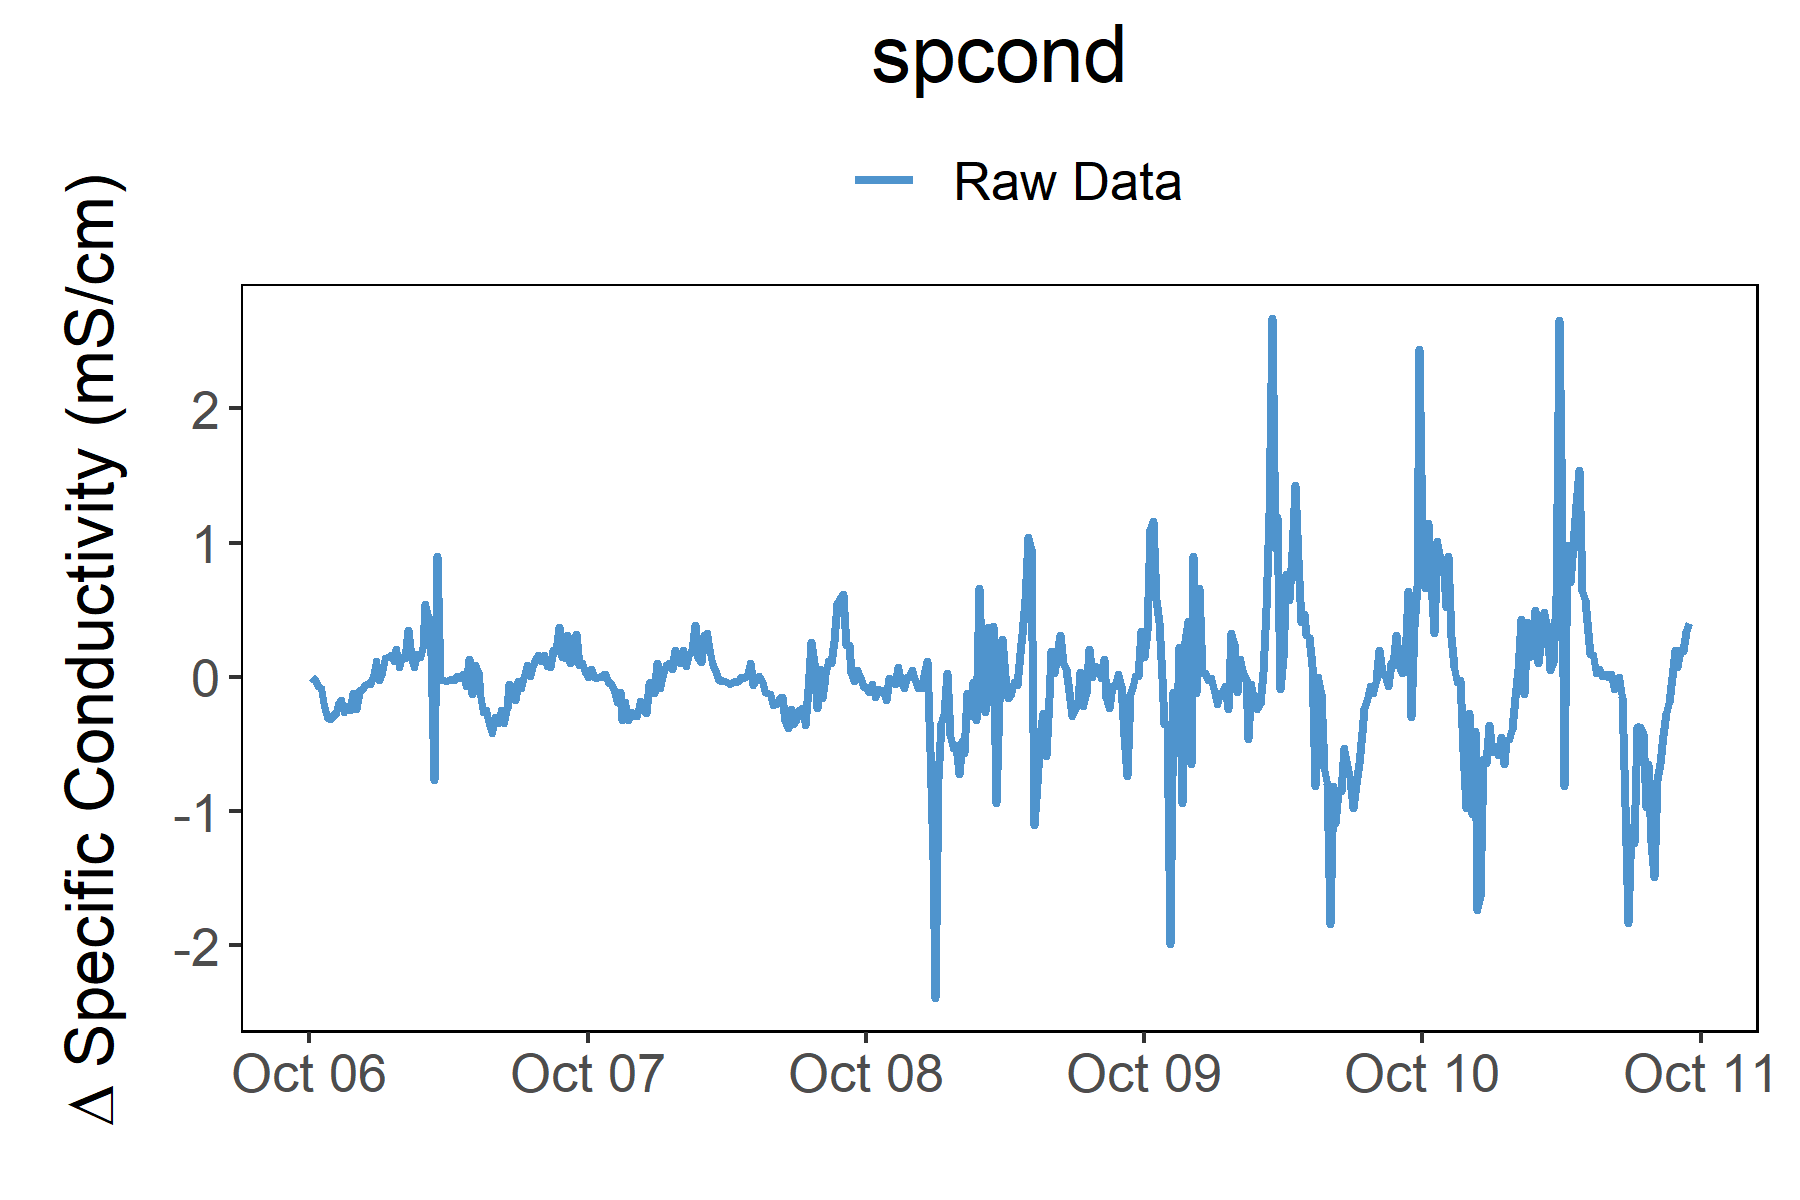 spcond
Raw Data
Δ Specific Conductivity (mS/cm)
2
1
0
-1
-2
Oct 06 Oct 07 Oct 08 Oct 09 Oct 10 Oct 11